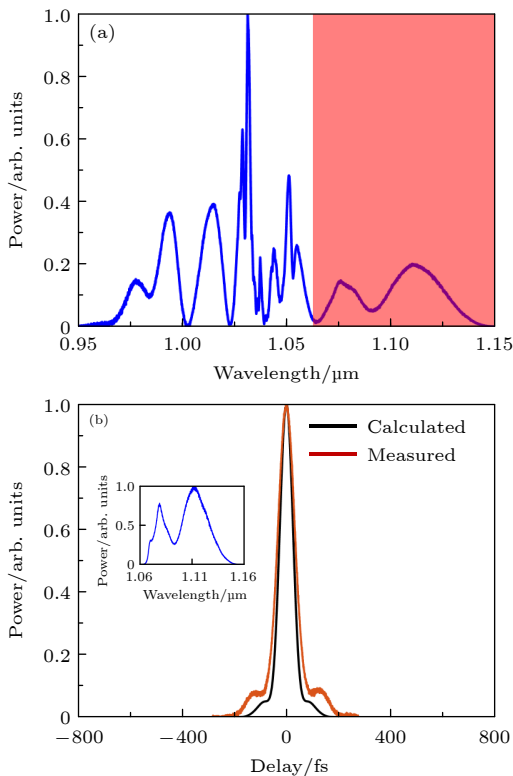 (a)
Power/arb. units
1.0
0.8
0.6
0.4
0.2
0
0.95
1.00
1.05
1.10
1.15
Wavelength/μm
(b)
Calculated
Measured
Power/arb. units
1.0
0.8
0.6
0.4
0.2
0
Power/arb. units
1.0
0.5
0
1.06
1.11
1.16
Wavelength/μm
−800
−400
0
400
800
Delay/fs